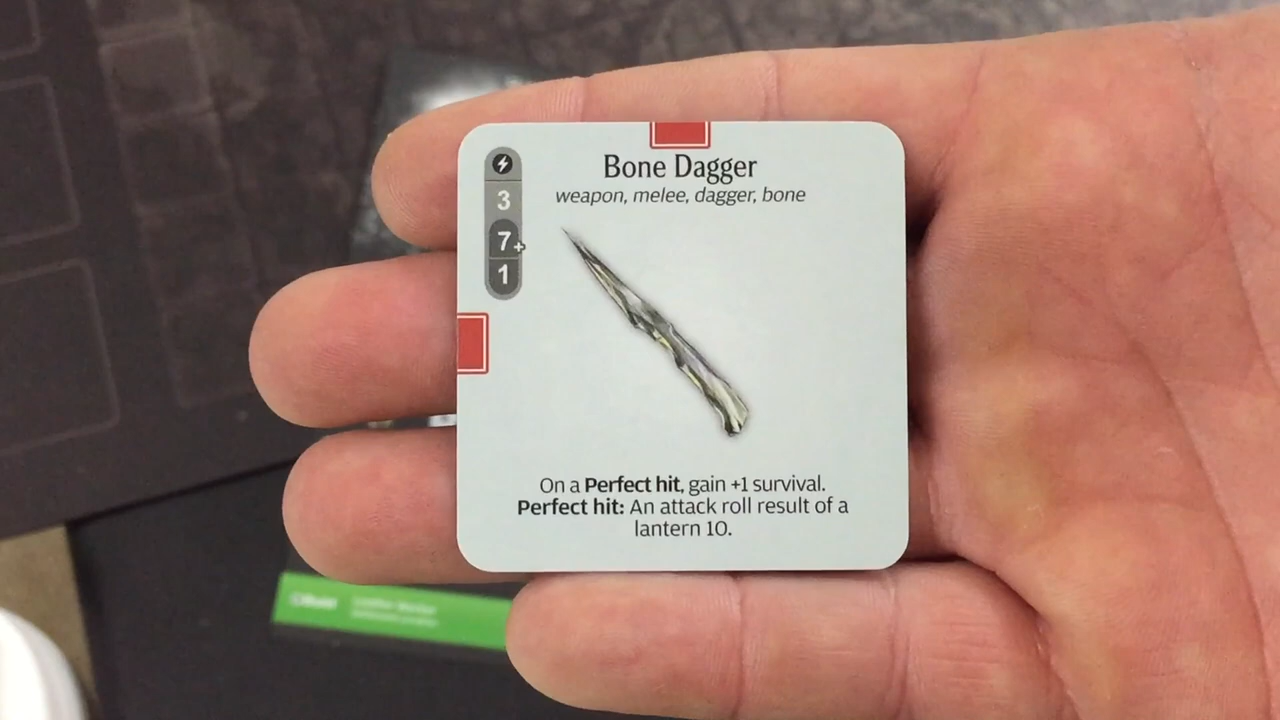 Bone Dagger
weapon, melee, dagger, bone
3
7+
1
On a Perfect hit, gain +1 survival.
Perfect hit: An attack roll result of a
lantern 10.